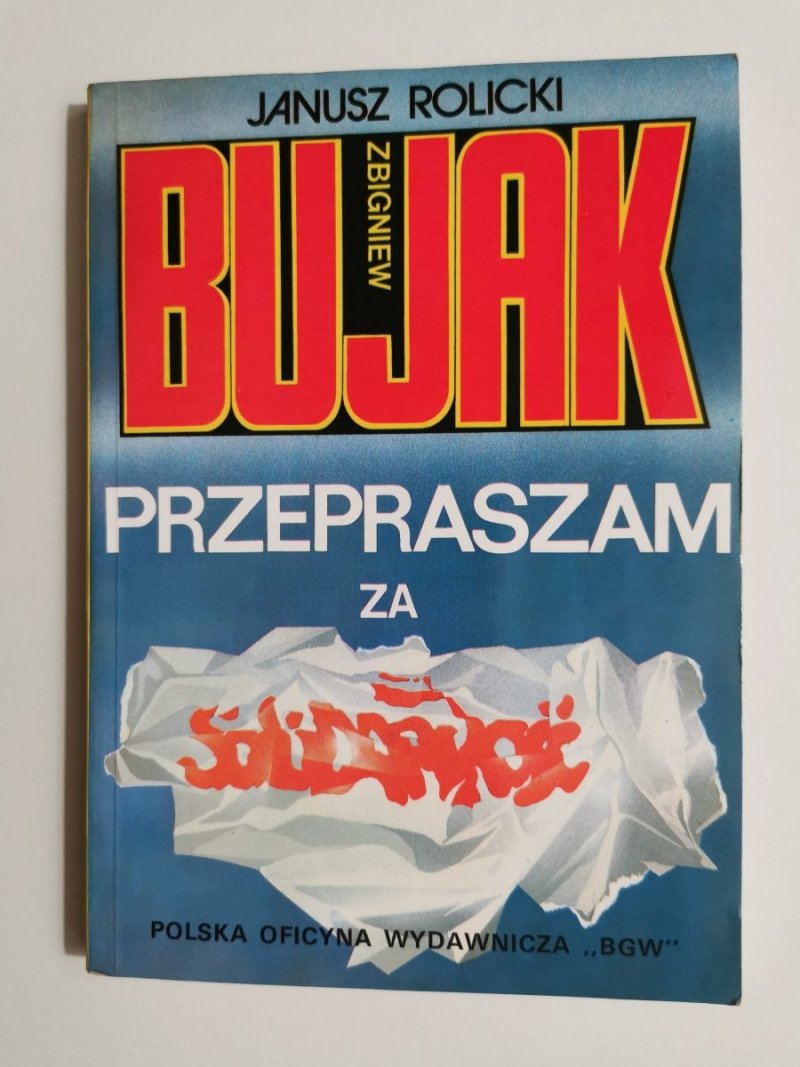 JANUSZ ROLICKI
ZBIGNIEW
BUJAK
PRZEPRASZAM
ZA
Solidarność
POLSKA OFICYNA WYDAWNICZA „BGW"